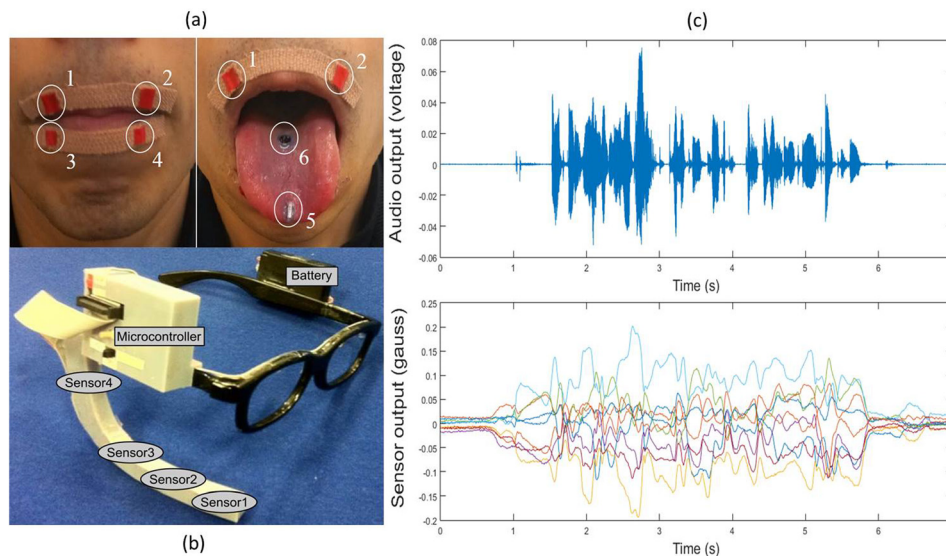 (a)
(c)
1
2
1
2
3
4
6
5
Battery
Microcontroller
Sensor4
Sensor3
Sensor2
Sensor1
(b)
Audio output (voltage)
0.08
0.06
0.04
0.02
0
-0.02
-0.04
-0.06
0 1 2 3 4 5 6
Time (s)
Sensor output (gauss)
0.25
0.2
0.15
0.1
0.05
0
-0.05
-0.1
-0.15
-0.2
0 1 2 3 4 5 6
Time (s)